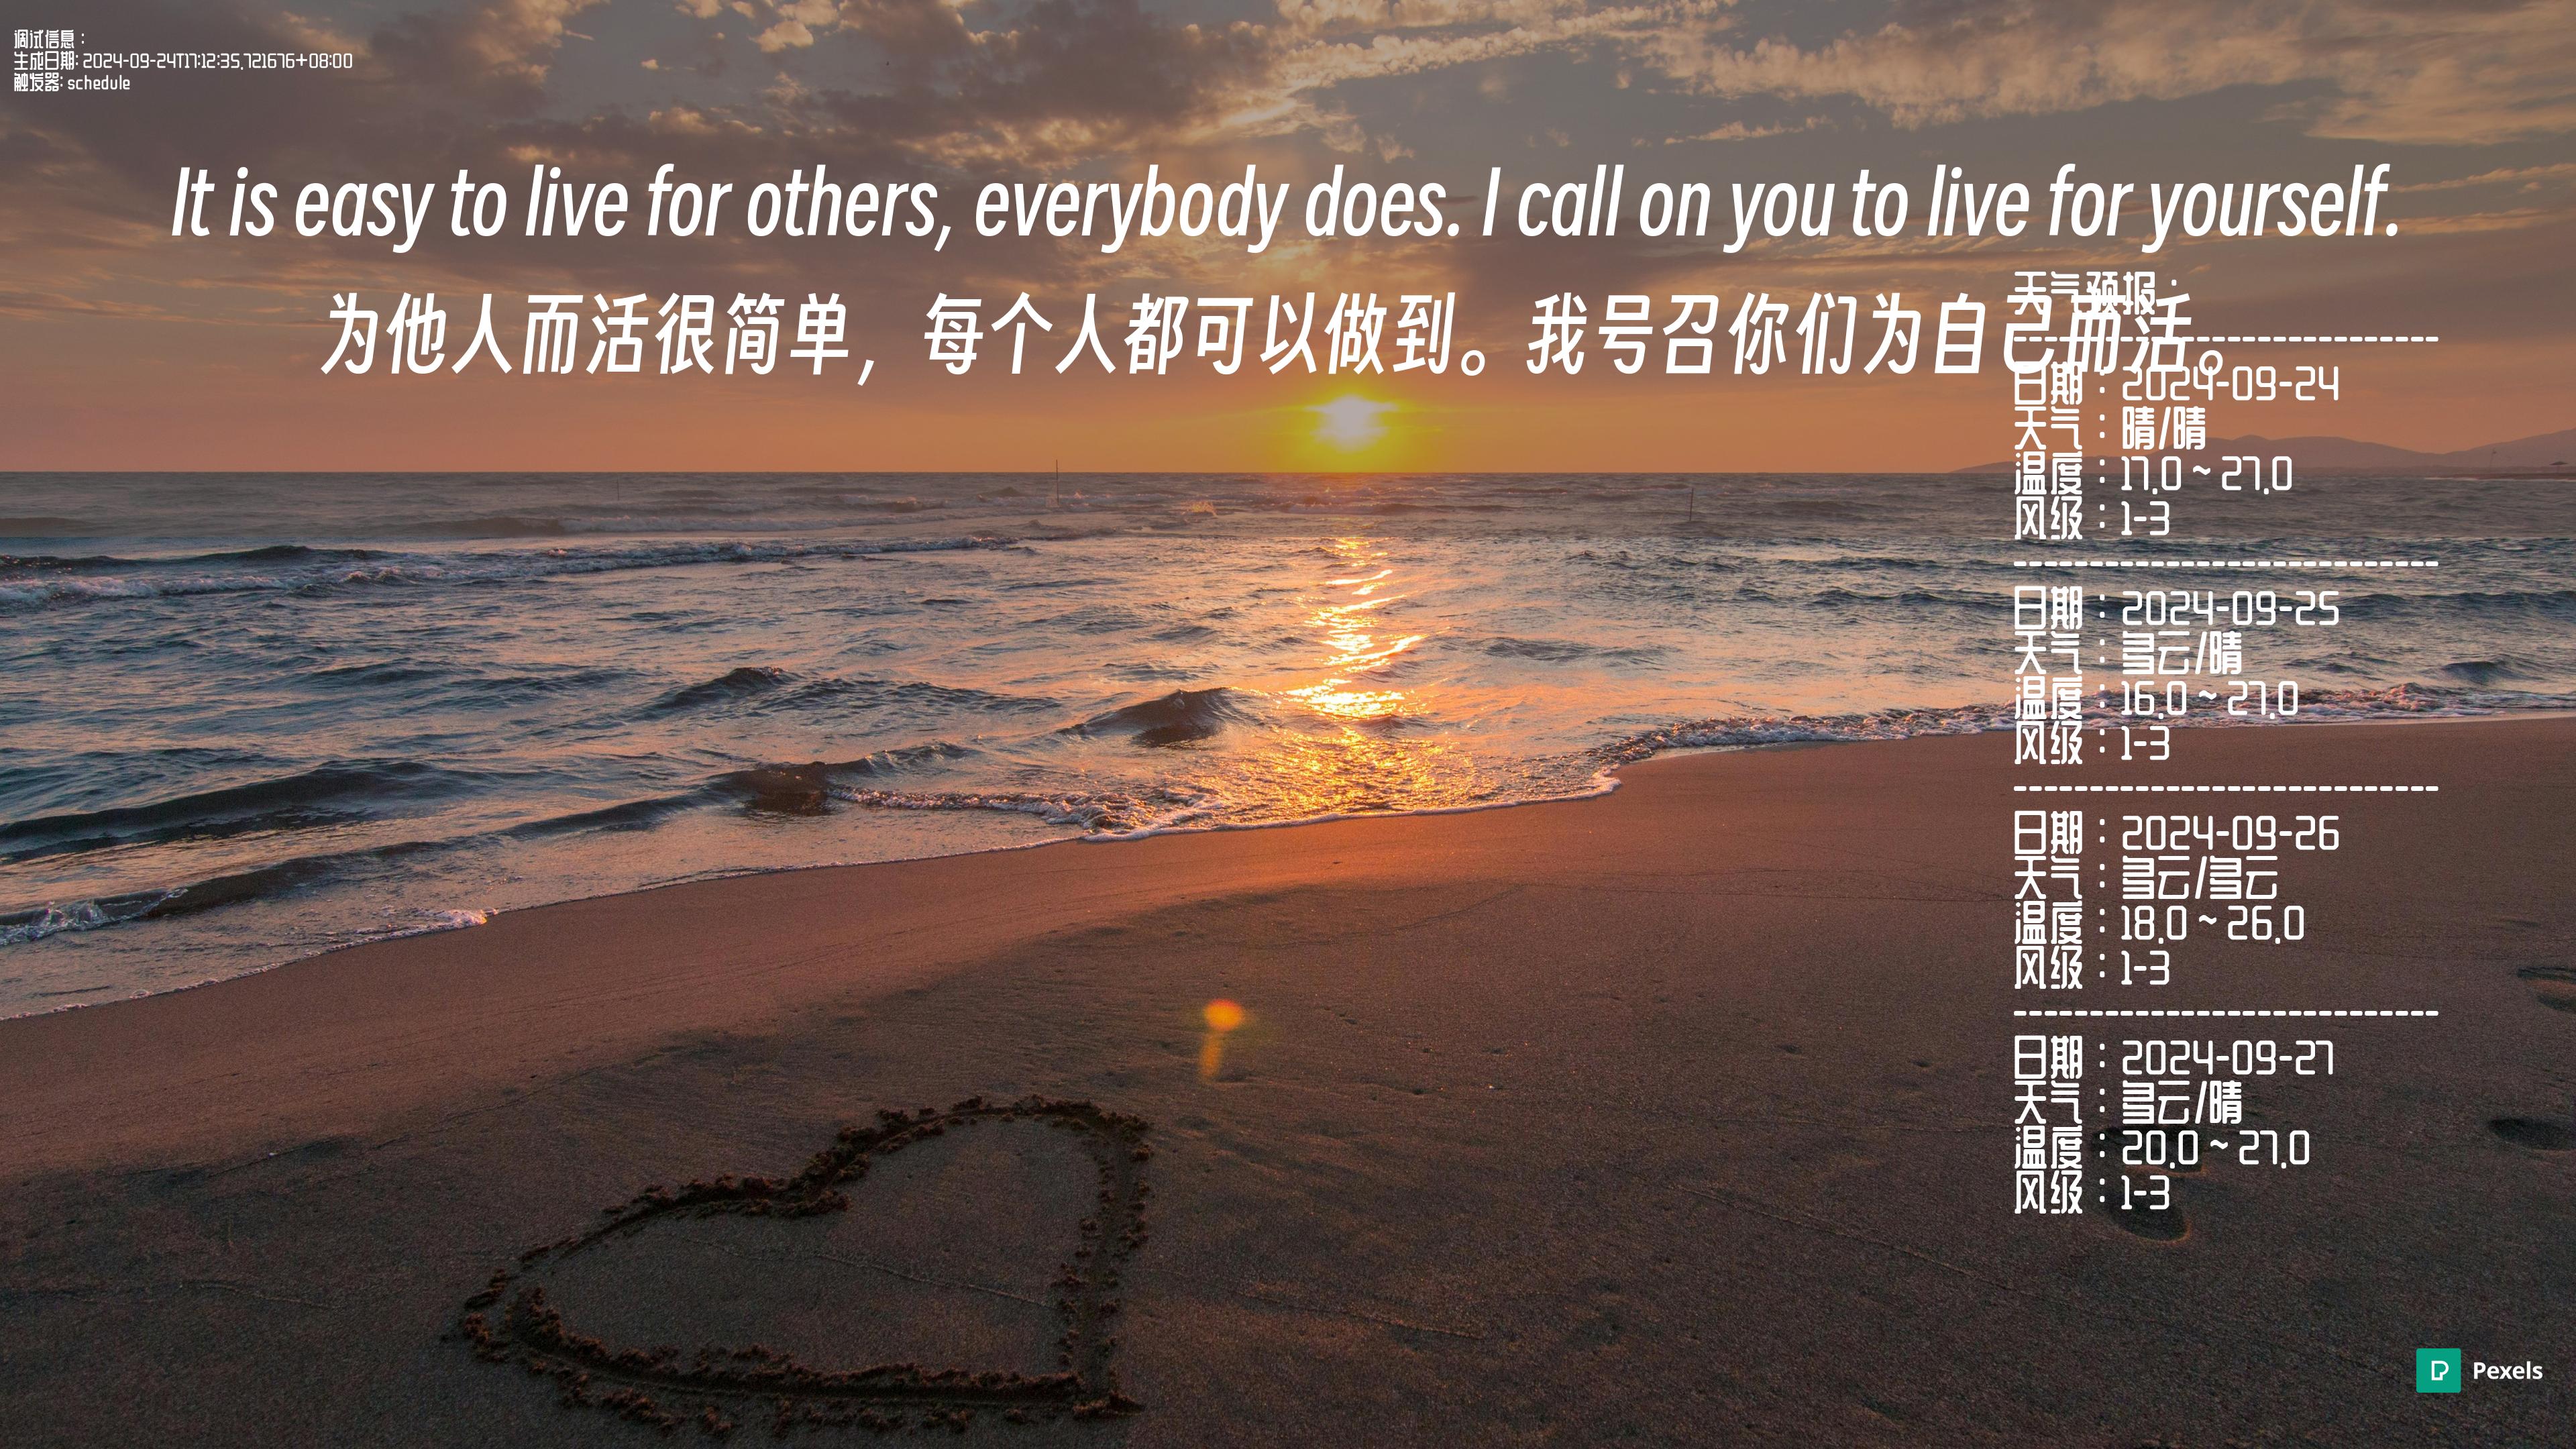 调试信息：
生成日期: 2024-09-24T17:12:35.721676+08:00
触发器: schedule
It is easy to live for others, everybody does. I call on you to live for yourself.
为他人而活很简单，每个人都可以做到。我号召你们为自己而活。
天气预报：
----------------------------
日期：2024-09-24
天气：晴/晴
温度：17.0 ~ 27.0
风级：1-3
----------------------------
日期：2024-09-25
天气：多云/晴
温度：16.0 ~ 27.0
风级：1-3
----------------------------
日期：2024-09-26
天气：多云/多云
温度：18.0 ~ 26.0
风级：1-3
----------------------------
日期：2024-09-27
天气：多云/晴
温度：20.0 ~ 27.0
风级：1-3
Pexels